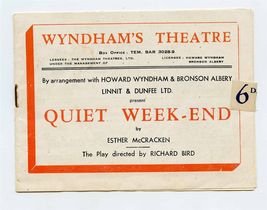 WYNDHAM'S THEATRE
BOX OFFICE : TEM. BAR 3028-9
LESSEES - THE WYNDHAM THEATRES, LTD.
UNDER THE MANAGEMENT OF
LICENSEE - HOWARD WYNDHAM
BRONSON ALBERY
By arrangement with HOWARD WYNDHAM & BRONSON ALBERY
LINNIT & DUNFEE LTD.
present
QUIET WEEK-END
by
ESTHER McCRACKEN
The Play directed by RICHARD BIRD
6D.